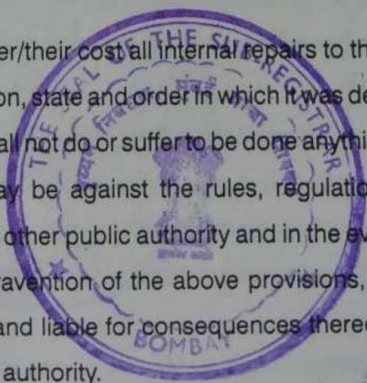 er/their cost all internal repairs to th
on, state and order in which it was de
all not do or suffer to be done anythi
ay be against the rules, regulatio
other public authority and in the ev
ravention of the above provisions,
and liable for consequences thereo
authority.
THE SEAL OF THE SUB-REGISTRAR
BOMBAY